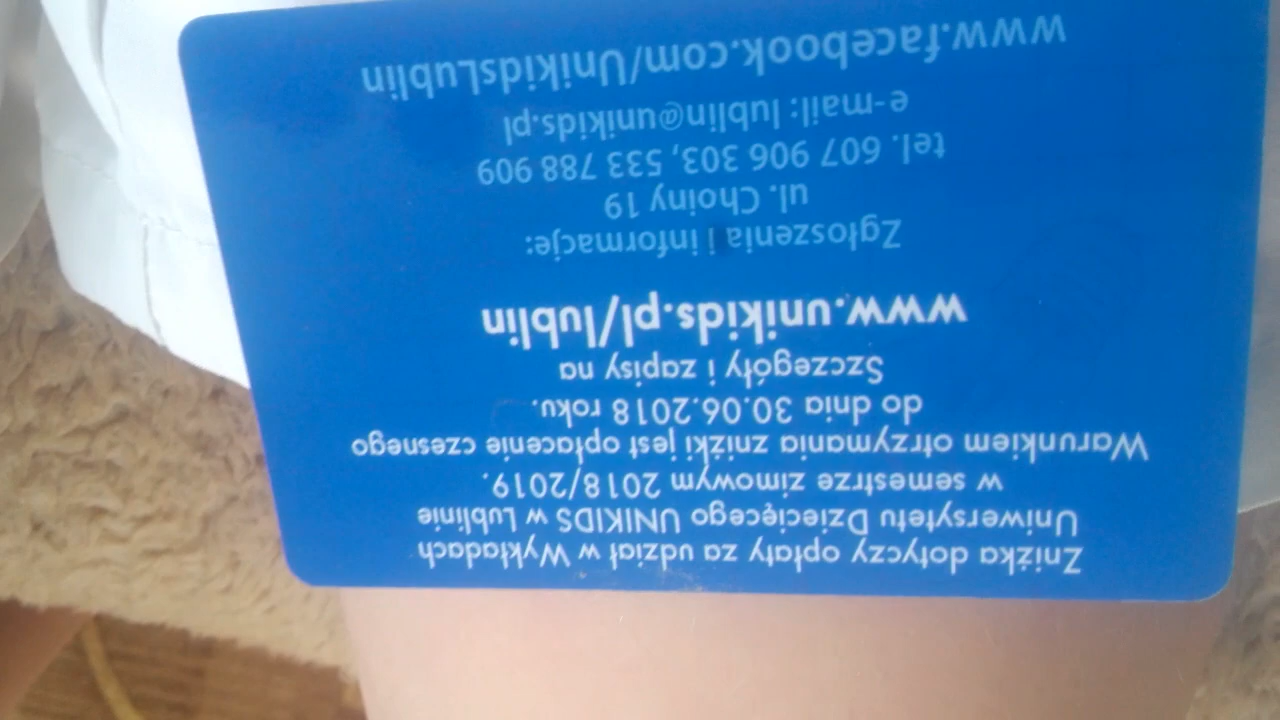 Zniżka dotyczy opłaty za udział w Wykładach
Uniwersytetu Dziecięcego UNIKIDS w Lublinie
w semestrze zimowym 2018/2019.
Warunkiem otrzymania zniżki jest opłacenie czesnego
do dnia 30.06.2018 roku.
Szczegóły i zapisy na
www.unikids.pl/lublin
Zgłoszenia i informacje:
ul. Choiny 19
tel. 607 906 303, 533 788 909
e-mail: lublin@unikids.pl
www.facebook.com/UnikidsLublin